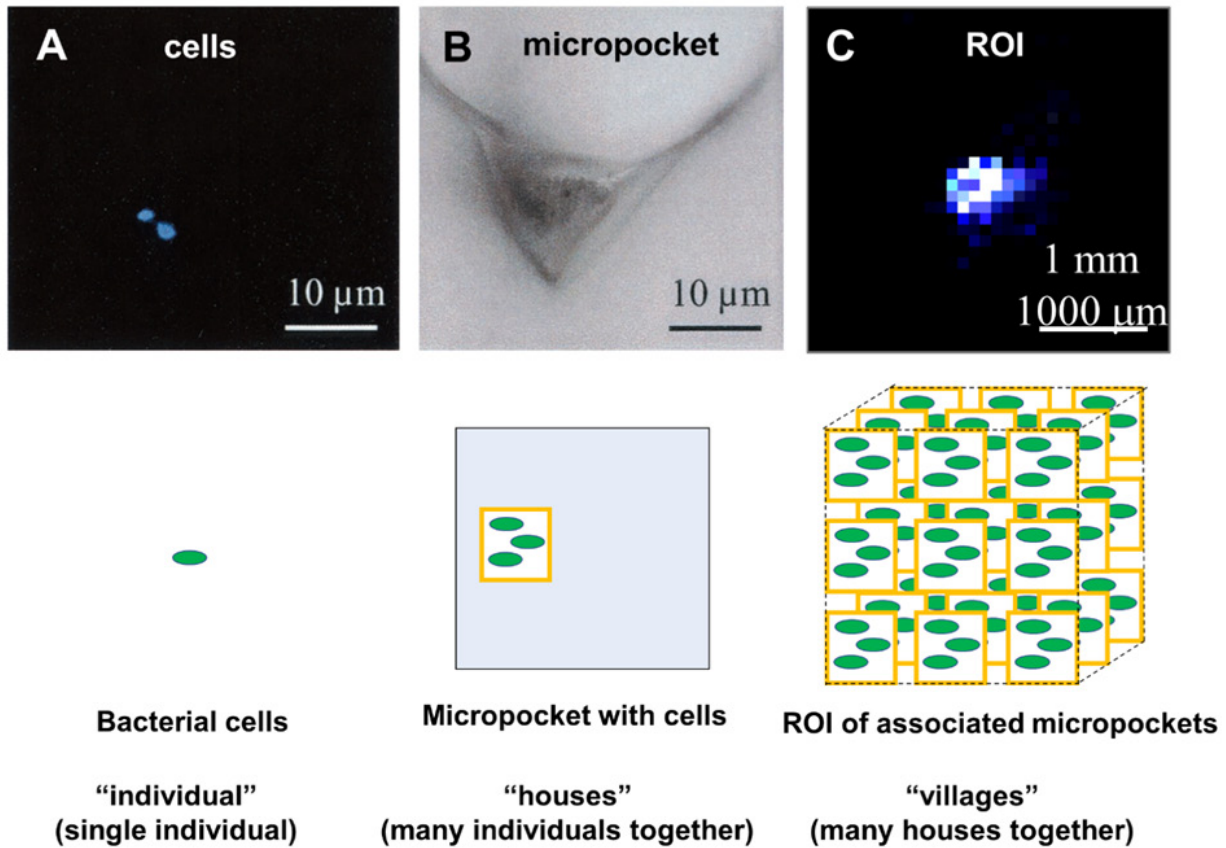 A
cells
10 µm
B
micropocket
10 µm
C
ROI
1 mm
1000 µm
Bacterial cells
Micropocket with cells
ROI of associated micropockets
“individual”
(single individual)
“houses”
(many individuals together)
“villages”
(many houses together)